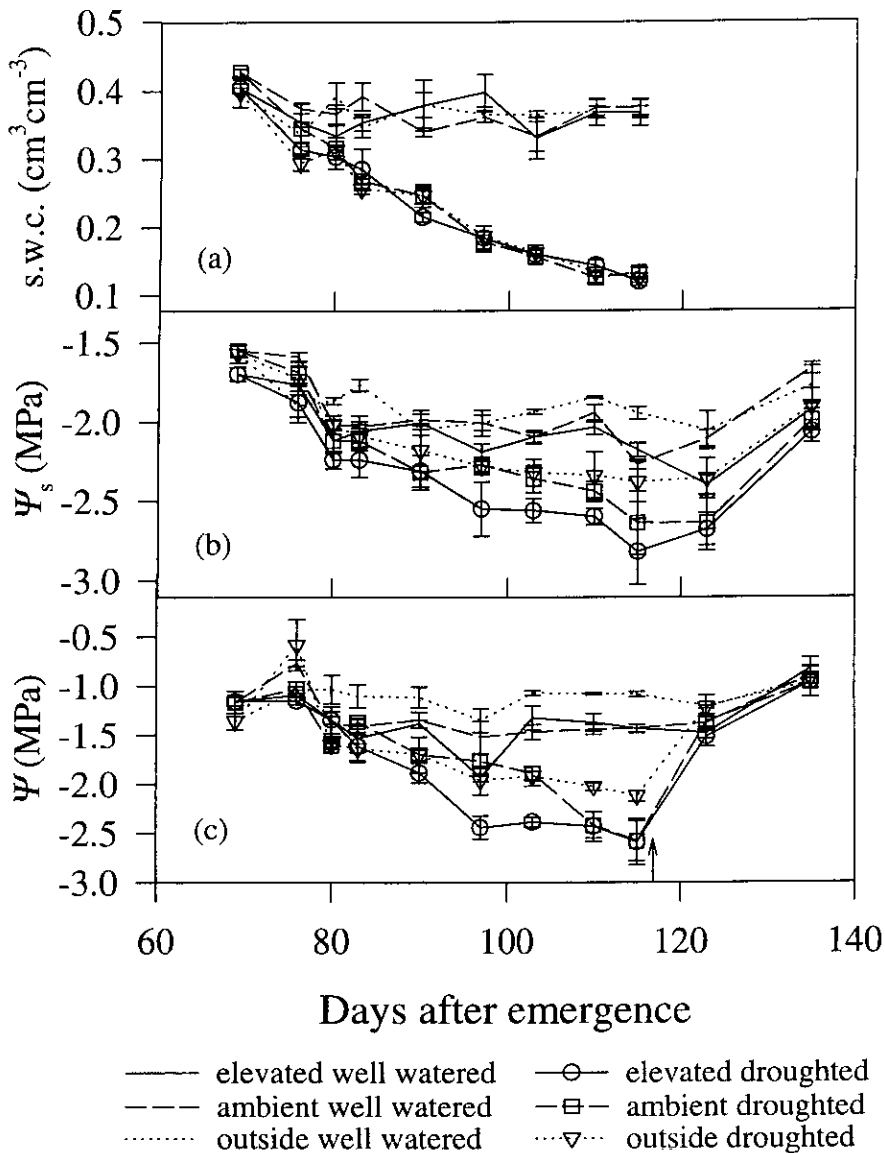 0.5
0.4
0.3
0.2
0.1
s.w.c. (cm³ cm⁻³)
(a)
-1.5
-2.0
-2.5
-3.0
Ψs (MPa)
(b)
-0.5
-1.0
-1.5
-2.0
-2.5
-3.0
Ψ (MPa)
(c)
60 80 100 120 140
Days after emergence
elevated well watered elevated droughted
ambient well watered ambient droughted
outside well watered outside droughted